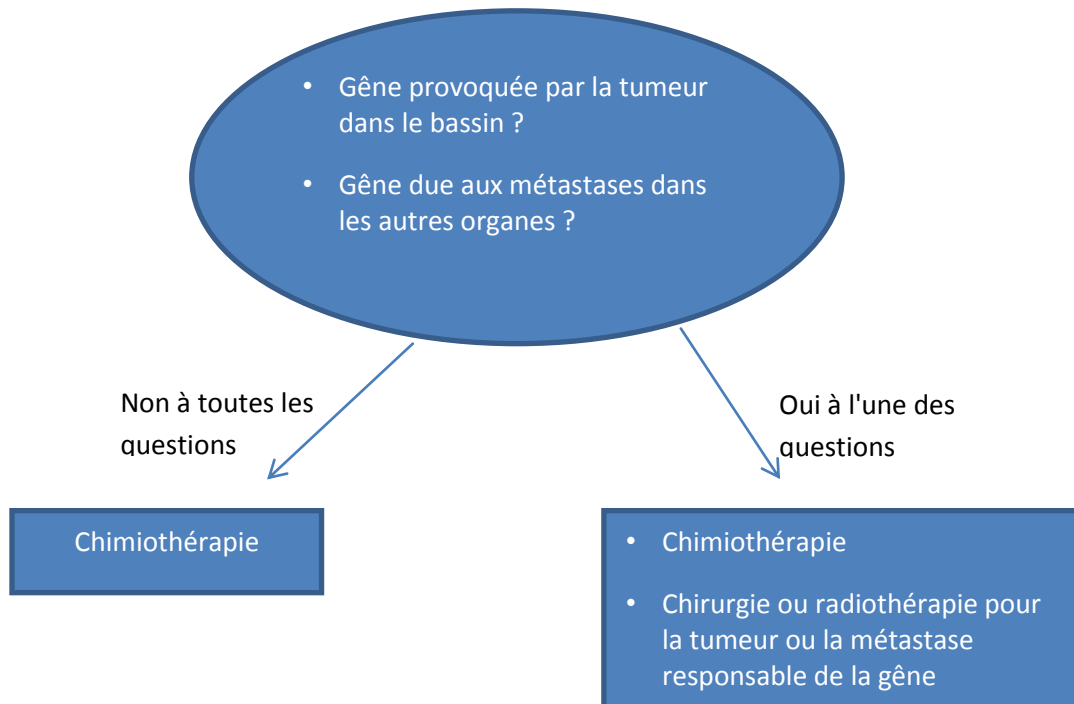 • Gêne provoquée par la tumeur
dans le bassin ?
• Gêne due aux métastases dans
les autres organes ?
Non à toutes les
questions
Oui à l'une des
questions
Chimiothérapie
• Chimiothérapie
• Chirurgie ou radiothérapie pour
la tumeur ou la métastase
responsable de la gêne